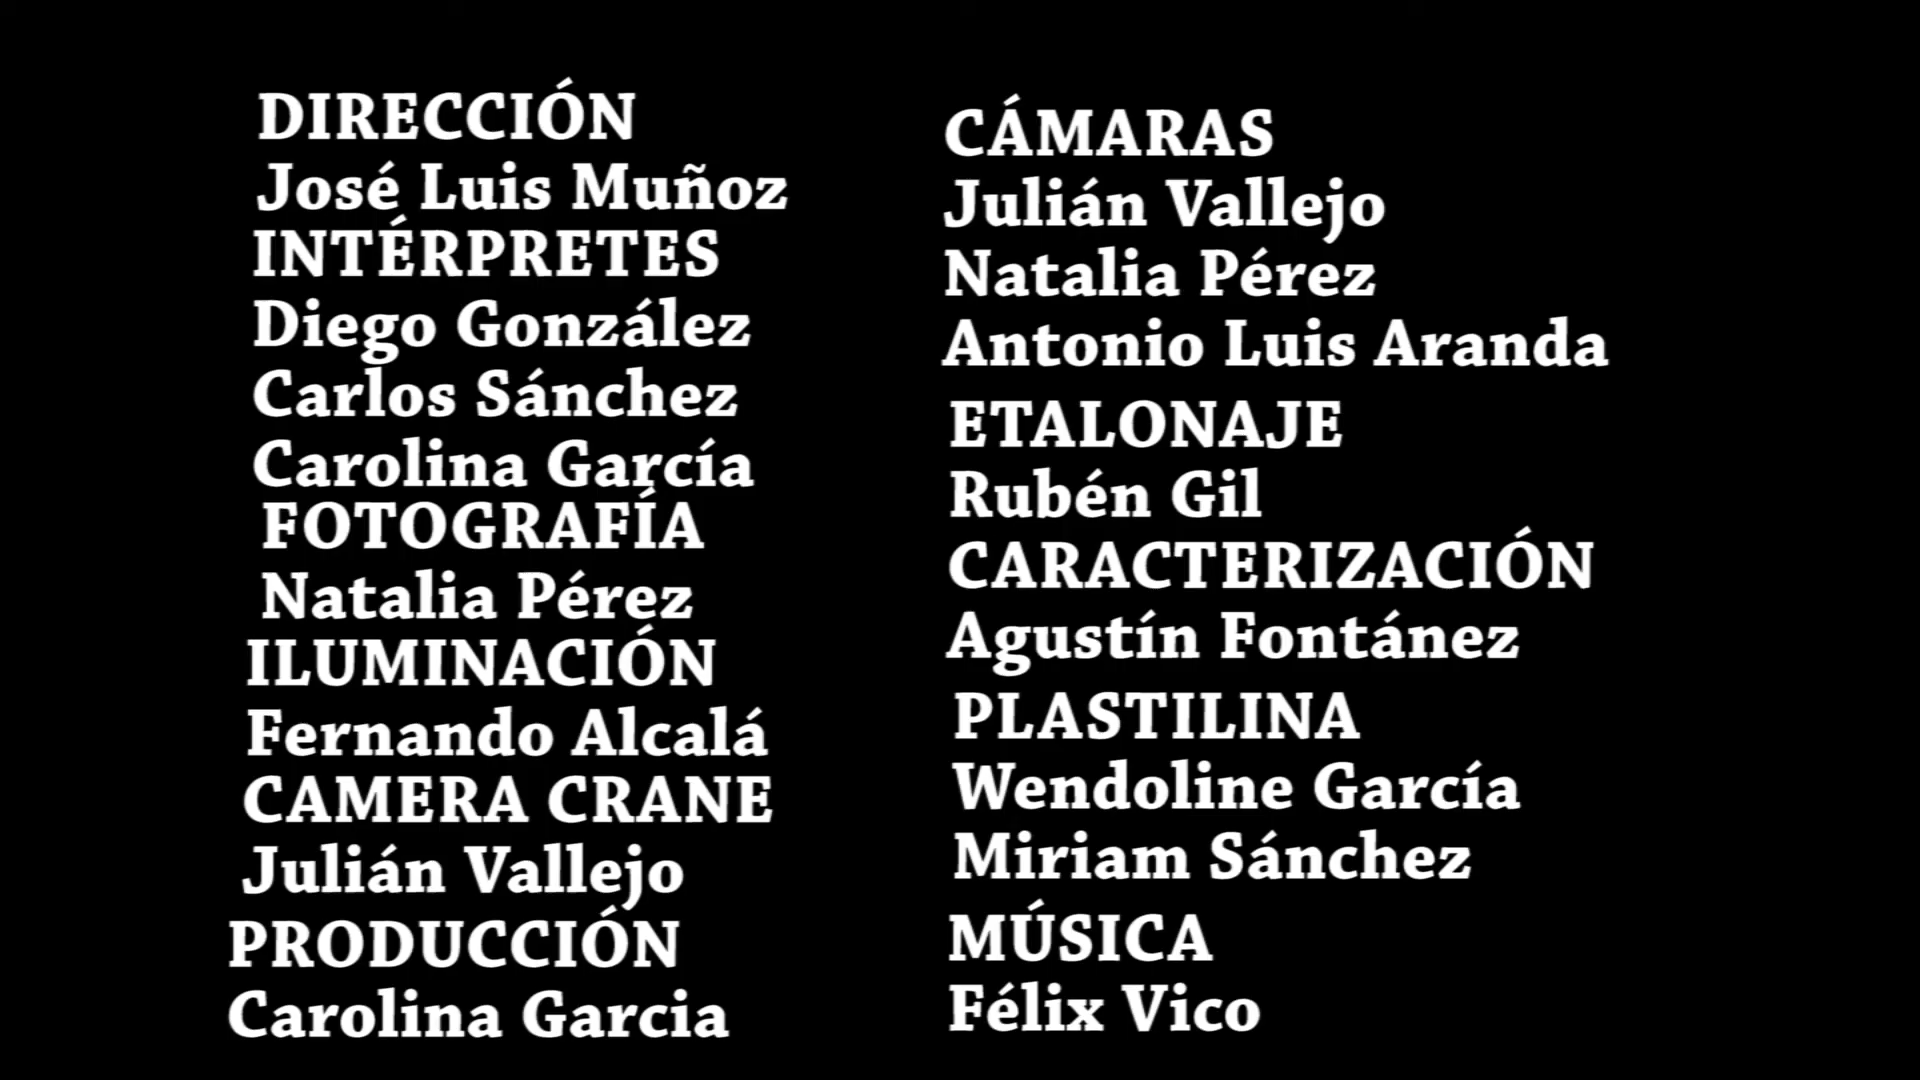 DIRECCIÓN
José Luis Muñoz
INTÉRPRETES
Diego González
Carlos Sánchez
Carolina García
FOTOGRAFÍA
Natalia Pérez
ILUMINACIÓN
Fernando Alcalá
CAMERA CRANE
Julián Vallejo
PRODUCCIÓN
Carolina Garcia
CÁMARAS
Julián Vallejo
Natalia Pérez
Antonio Luis Aranda
ETALONAJE
Rubén Gil
CARACTERIZACIÓN
Agustín Fontánez
PLASTILINA
Wendoline García
Miriam Sánchez
MÚSICA
Félix Vico